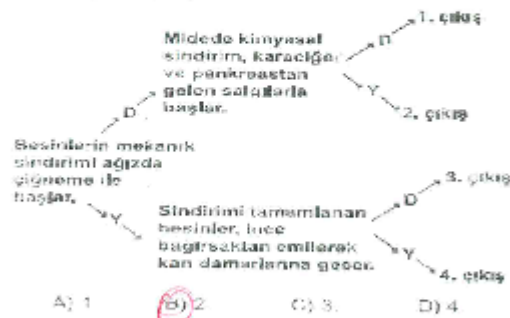 1. çıkış
Midede kimyasal
D
sindirim, karaciğer
ve pankreastan
gelen salgılarla
Y
başlar.
D
2. çıkış
Besinlerin mekanik
sindirimi ağızda
çiğneme ile
başlar.
3. çıkış
D
Y
Sindirimi tamamlanan
besinler, ince
bağırsaktan emilerek
Y
kan damarlarına geçer.
4. çıkış
A) 1
B) 2
C) 3.
D) 4